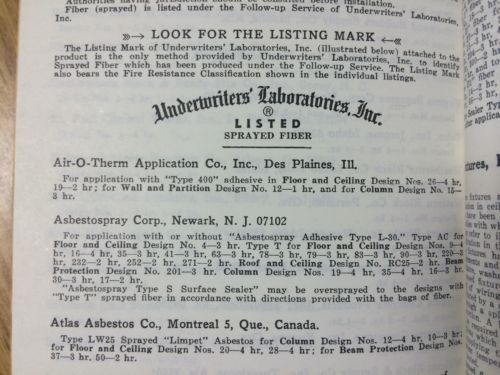 Authorities having jurisdiction should be consulted before installation.
Fiber (sprayed) is listed under the Follow-up Service of Underwriters' Laboratories,
Inc.
LOOK FOR THE LISTING MARK
The Listing Mark of Underwriters' Laboratories, Inc. (illustrated below) attached to the
product is the only method provided by Underwriters' Laboratories, Inc. to identify
Sprayed Fiber which has been produced under the Follow-up Service. The Listing Mark
also bears the Fire Resistance Classification shown in the individual listings.
Underwriters' Laboratories, Inc.
®
LISTED
SPRAYED FIBER
Air-O-Therm Application Co., Inc., Des Plaines, Ill.
For application with "Type 400" adhesive in Floor and Ceiling Design Nos. 26—4 hr,
19—2 hr; for Wall and Partition Design No. 12—1 hr, and for Column Design No. 15—
3 hr.
Asbestospray Corp., Newark, N. J. 07102
For application with or without "Asbestospray Adhesive Type L-30." Type AC for
Floor and Ceiling Design No. 4—3 hr. Type T for Floor and Ceiling Design Nos. 9—4
hr, 16—4 hr, 35—3 hr, 41—3 hr, 63—3 hr, 78—3 hr, 79—3 hr, 83—3 hr, 90—3 hr, 220—3
hr, 232—2 hr, 252—2 hr, 271—2 hr. Roof and Ceiling Design No. RC25—2 hr. Beam
Protection Design No. 201—3 hr. Column Design Nos. 19—4 hr, 35—4 hr, 16—3 hr,
30—3 hr, 17—2 hr.
"Asbestospray Type S Surface Sealer" may be oversprayed to the designs with
"Type T" sprayed fiber in accordance with directions provided with the bags of fiber.
Atlas Asbestos Co., Montreal 5, Que., Canada.
Type LW25 Sprayed "Limpet" Asbestos for Column Design Nos. 12—4 hr, 10—3 hr;
for Floor and Ceiling Design Nos. 20—4 hr, 28—4 hr; for Beam Protection Design Nos.
37—3 hr, 50—2 hr.